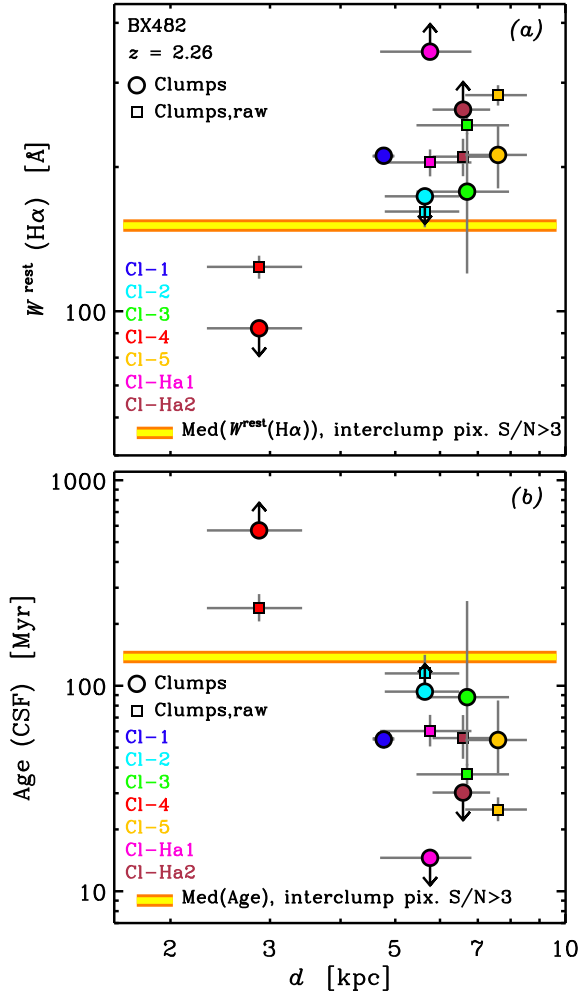 BX482
(a)
z = 2.26
Clumps
Clumps,raw
W rest (Hα) [Å]
100
Cl-1
Cl-2
Cl-3
Cl-4
Cl-5
Cl-Ha1
Cl-Ha2
Med(Wrest(Hα)), interclump pix. S/N>3
1000
(b)
Age (CSF) [Myr]
100
Clumps
Clumps,raw
Cl-1
Cl-2
Cl-3
Cl-4
Cl-5
Cl-Ha1
Cl-Ha2
10
Med(Age), interclump pix. S/N>3
2 3 5 7 10
d [kpc]